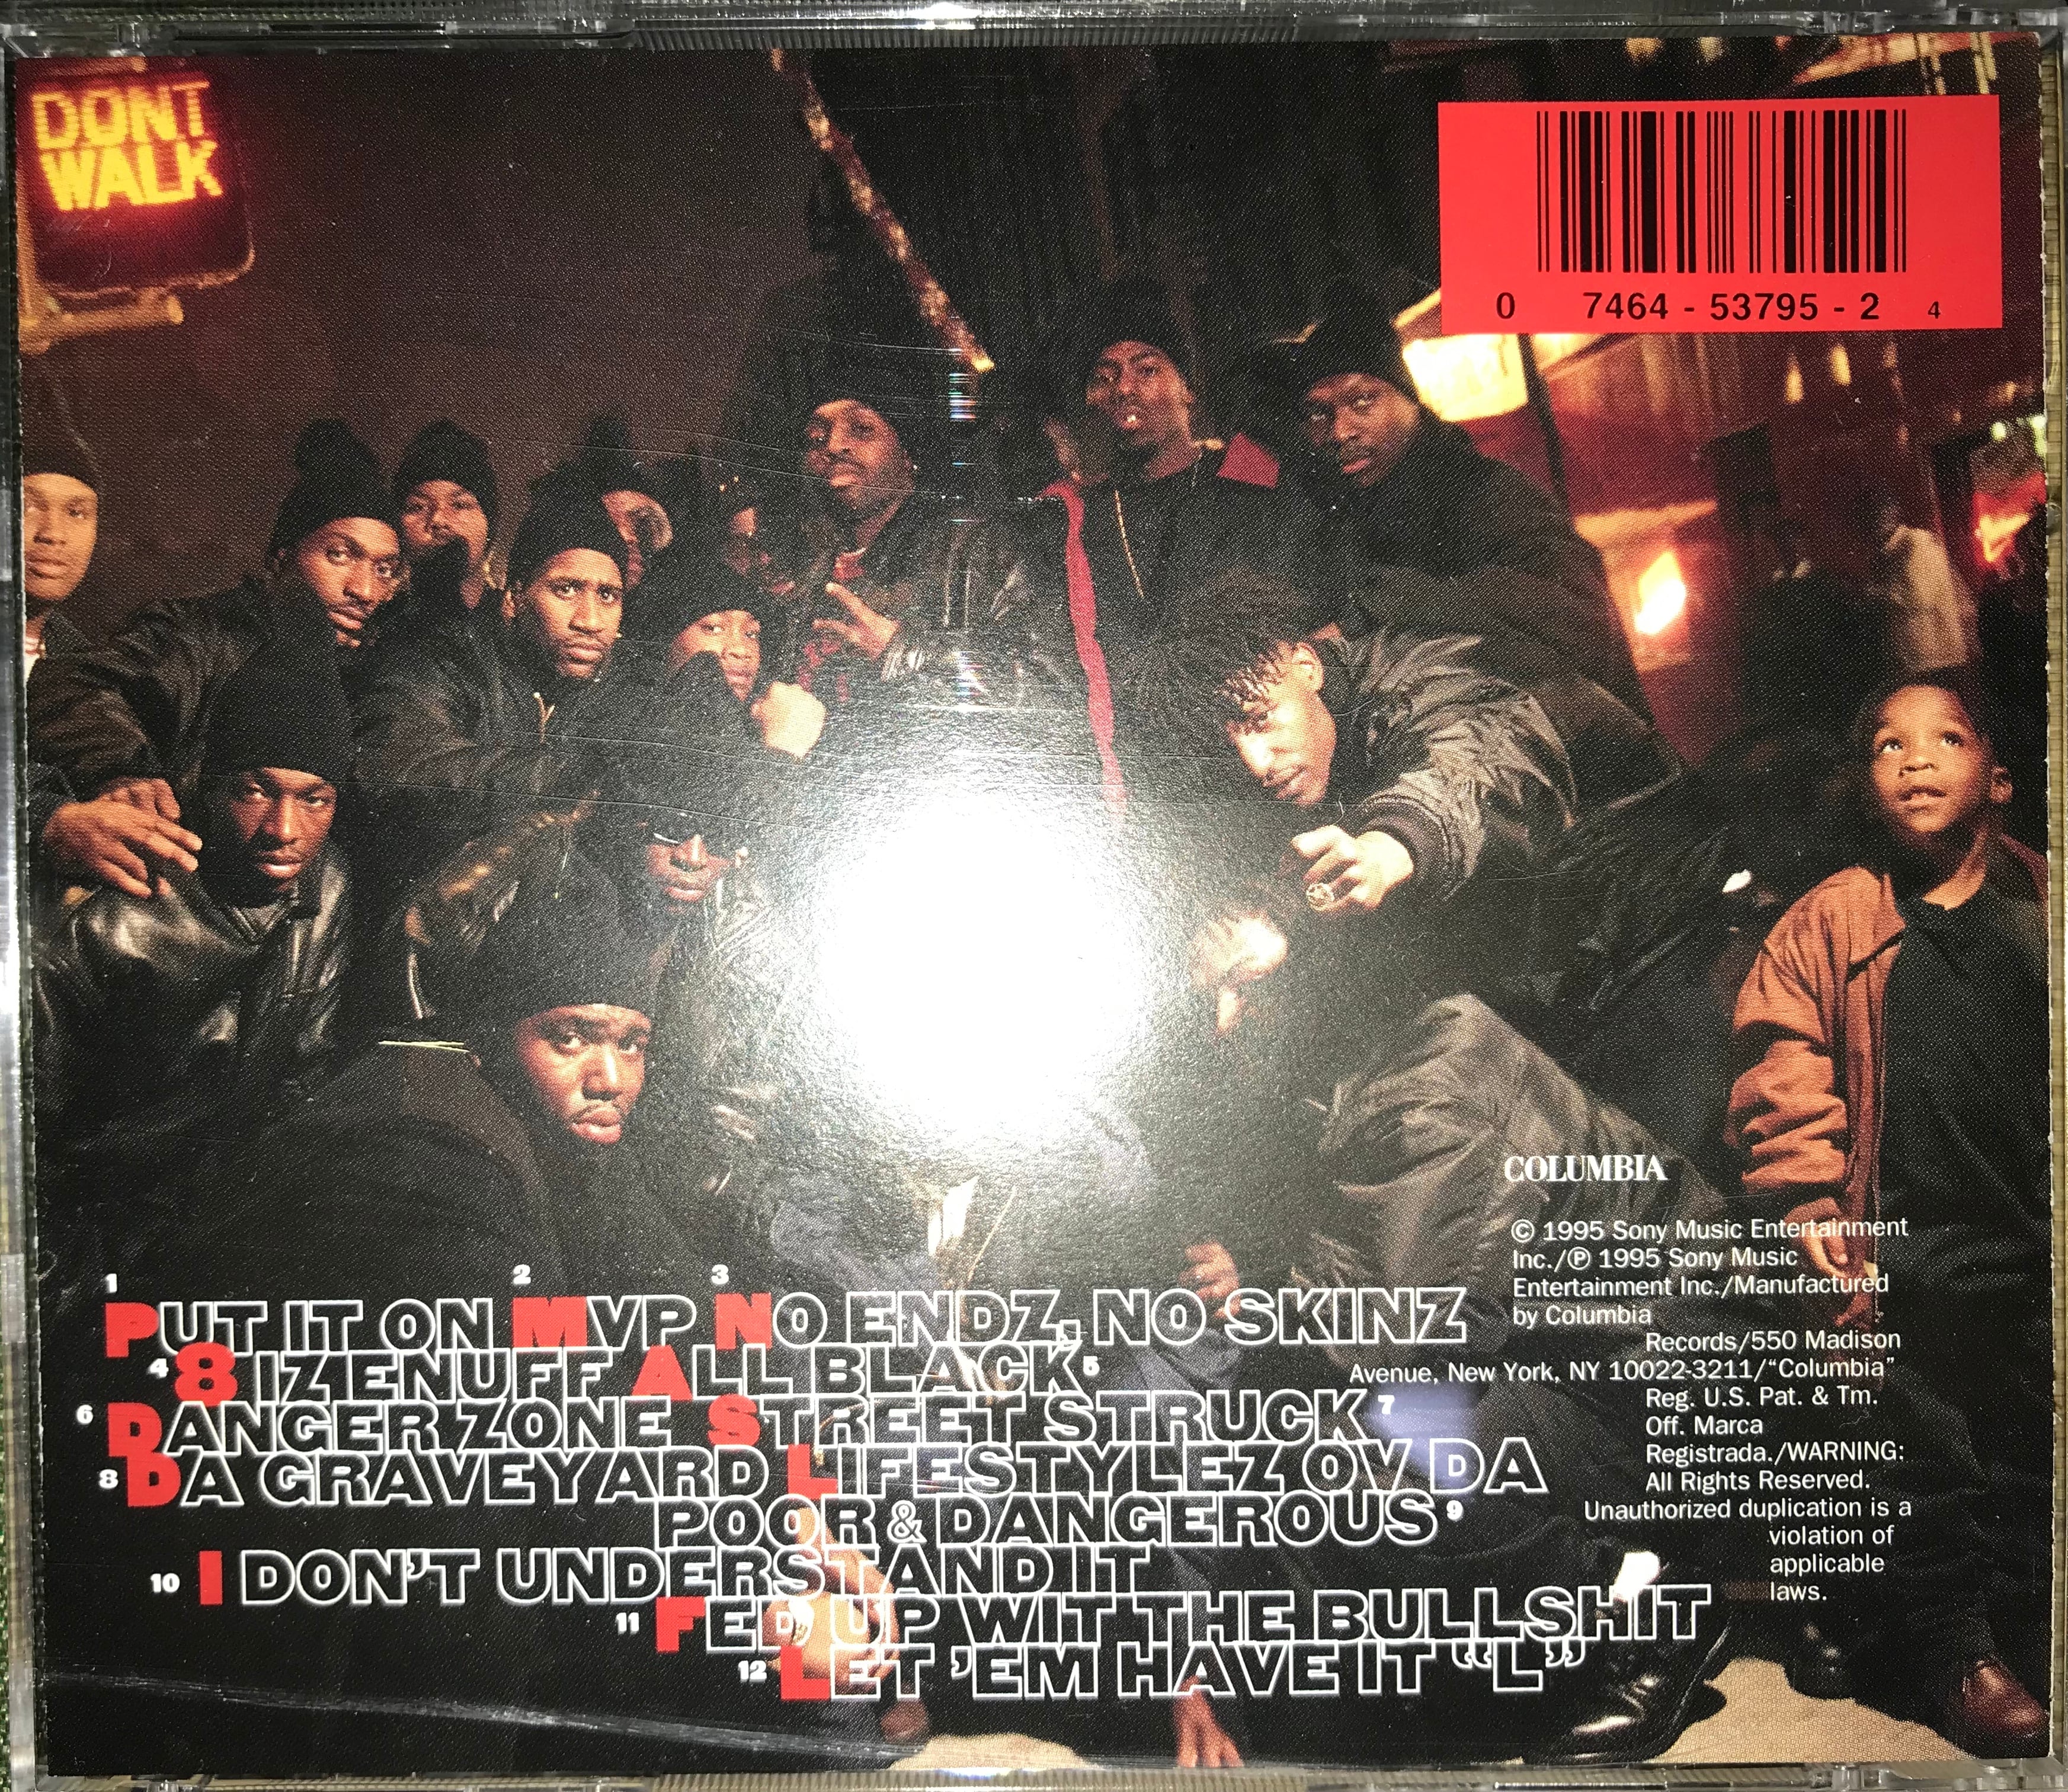 DONT
WALK
0 7464 - 53795 - 2 4
COLUMBIA
© 1995 Sony Music Entertainment
Inc./℗ 1995 Sony Music
Entertainment Inc./Manufactured
by Columbia
Records/550 Madison
Avenue, New York, NY 10022-3211/“Columbia”
Reg. U.S. Pat. & Tm.
Off. Marca
Registrada./WARNING:
All Rights Reserved.
Unauthorized duplication is a
violation of
applicable
laws.
1 PUT IT ON 2 MVP 3 NO ENDZ, NO SKINZ
4 8 IZ ENUFF ALL BLACK 5
6 DANGER ZONE STREET STRUCK 7
8 DA GRAVEYARD LIFESTYLEZ OV DA
POOR & DANGEROUS 9
10 I DON'T UNDERSTAND IT
11 FED UP WIT THE BULLSHIT
12 LET 'EM HAVE IT “L”